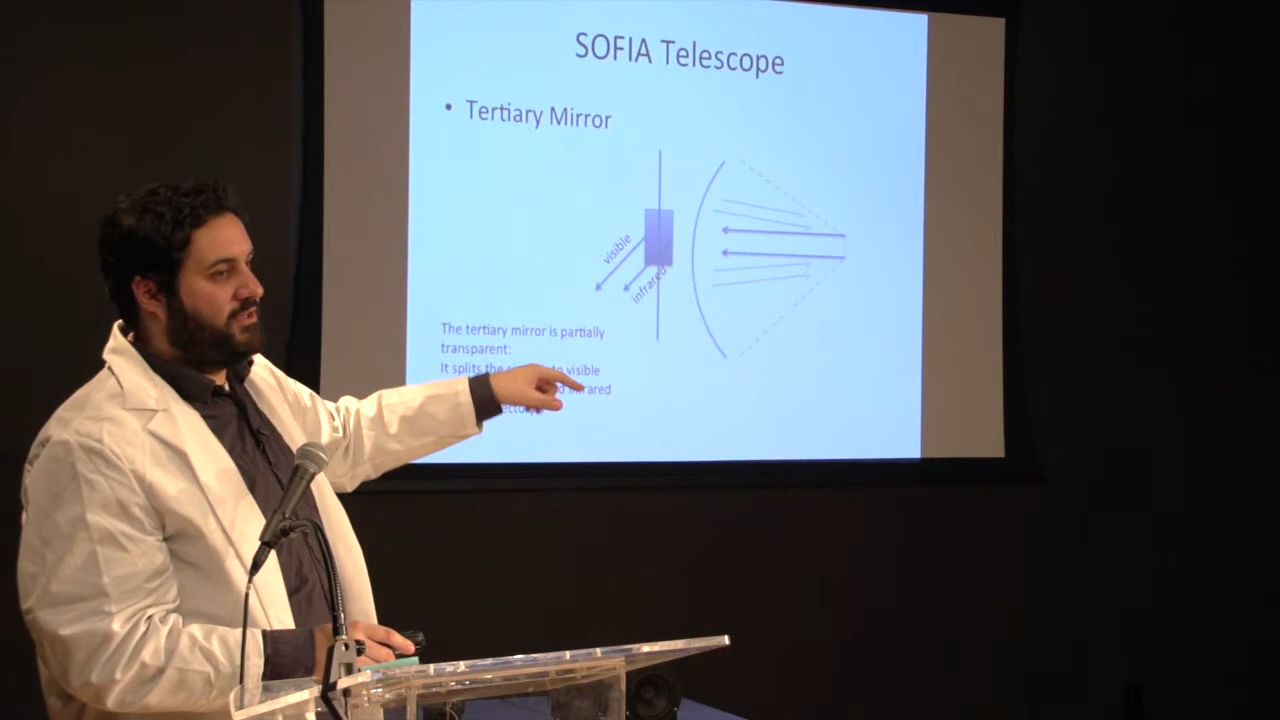 SOFIA Telescope
• Tertiary Mirror
visible
infrared
The tertiary mirror is partially
transparent:
It splits the visible
infrared